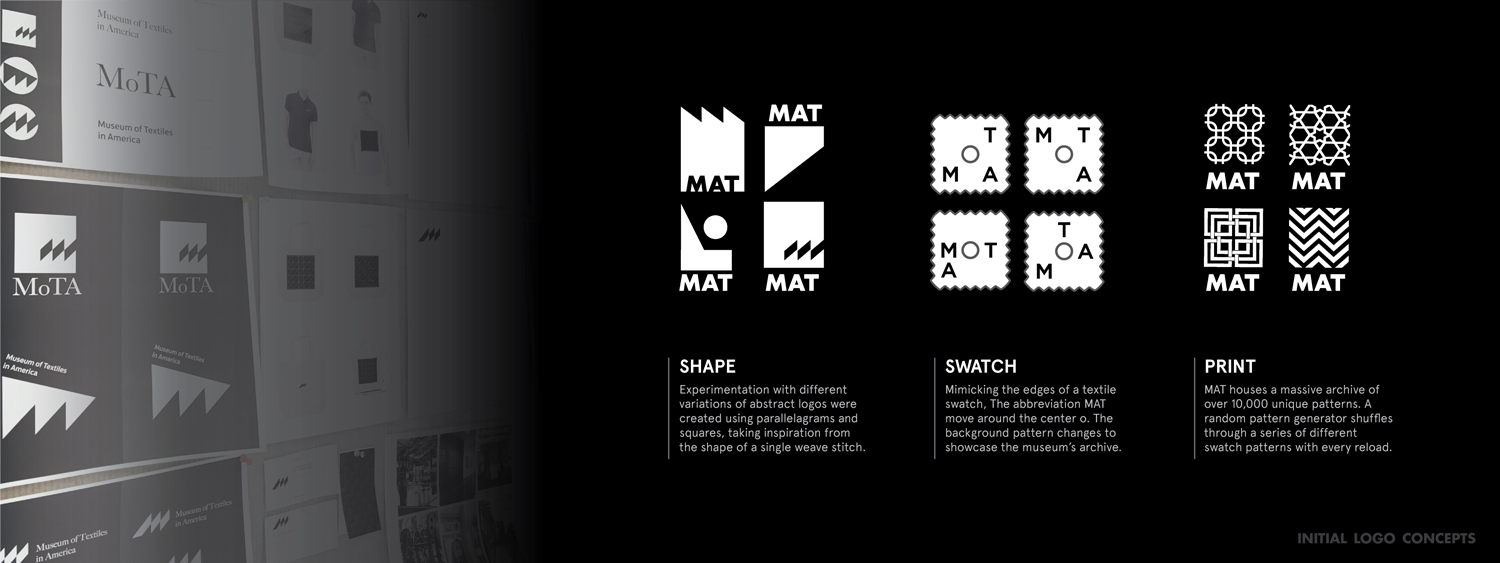 Museum of Textiles
in America
MoTA
Museum of Textiles
in America
MoTA
MoTA
Museum of Textiles
in America
Museum of Textiles
in America
Museum of Textiles
in America
Museum of Textiles
in America
MAT
MAT
MAT
MAT
T
O
M A
M T
O
A
M O T
A
T
O A
M
MAT
MAT
MAT
MAT
SHAPE
Experimentation with different
variations of abstract logos were
created using parallelagrams and
squares, taking inspiration from
the shape of a single weave stitch.
SWATCH
Mimicking the edges of a textile
swatch, The abbreviation MAT
move around the center o. The
background pattern changes to
showcase the museum's archive.
PRINT
MAT houses a massive archive of
over 10,000 unique patterns. A
random pattern generator shuffles
through a series of different
swatch patterns with every reload.
INITIAL LOGO CONCEPTS